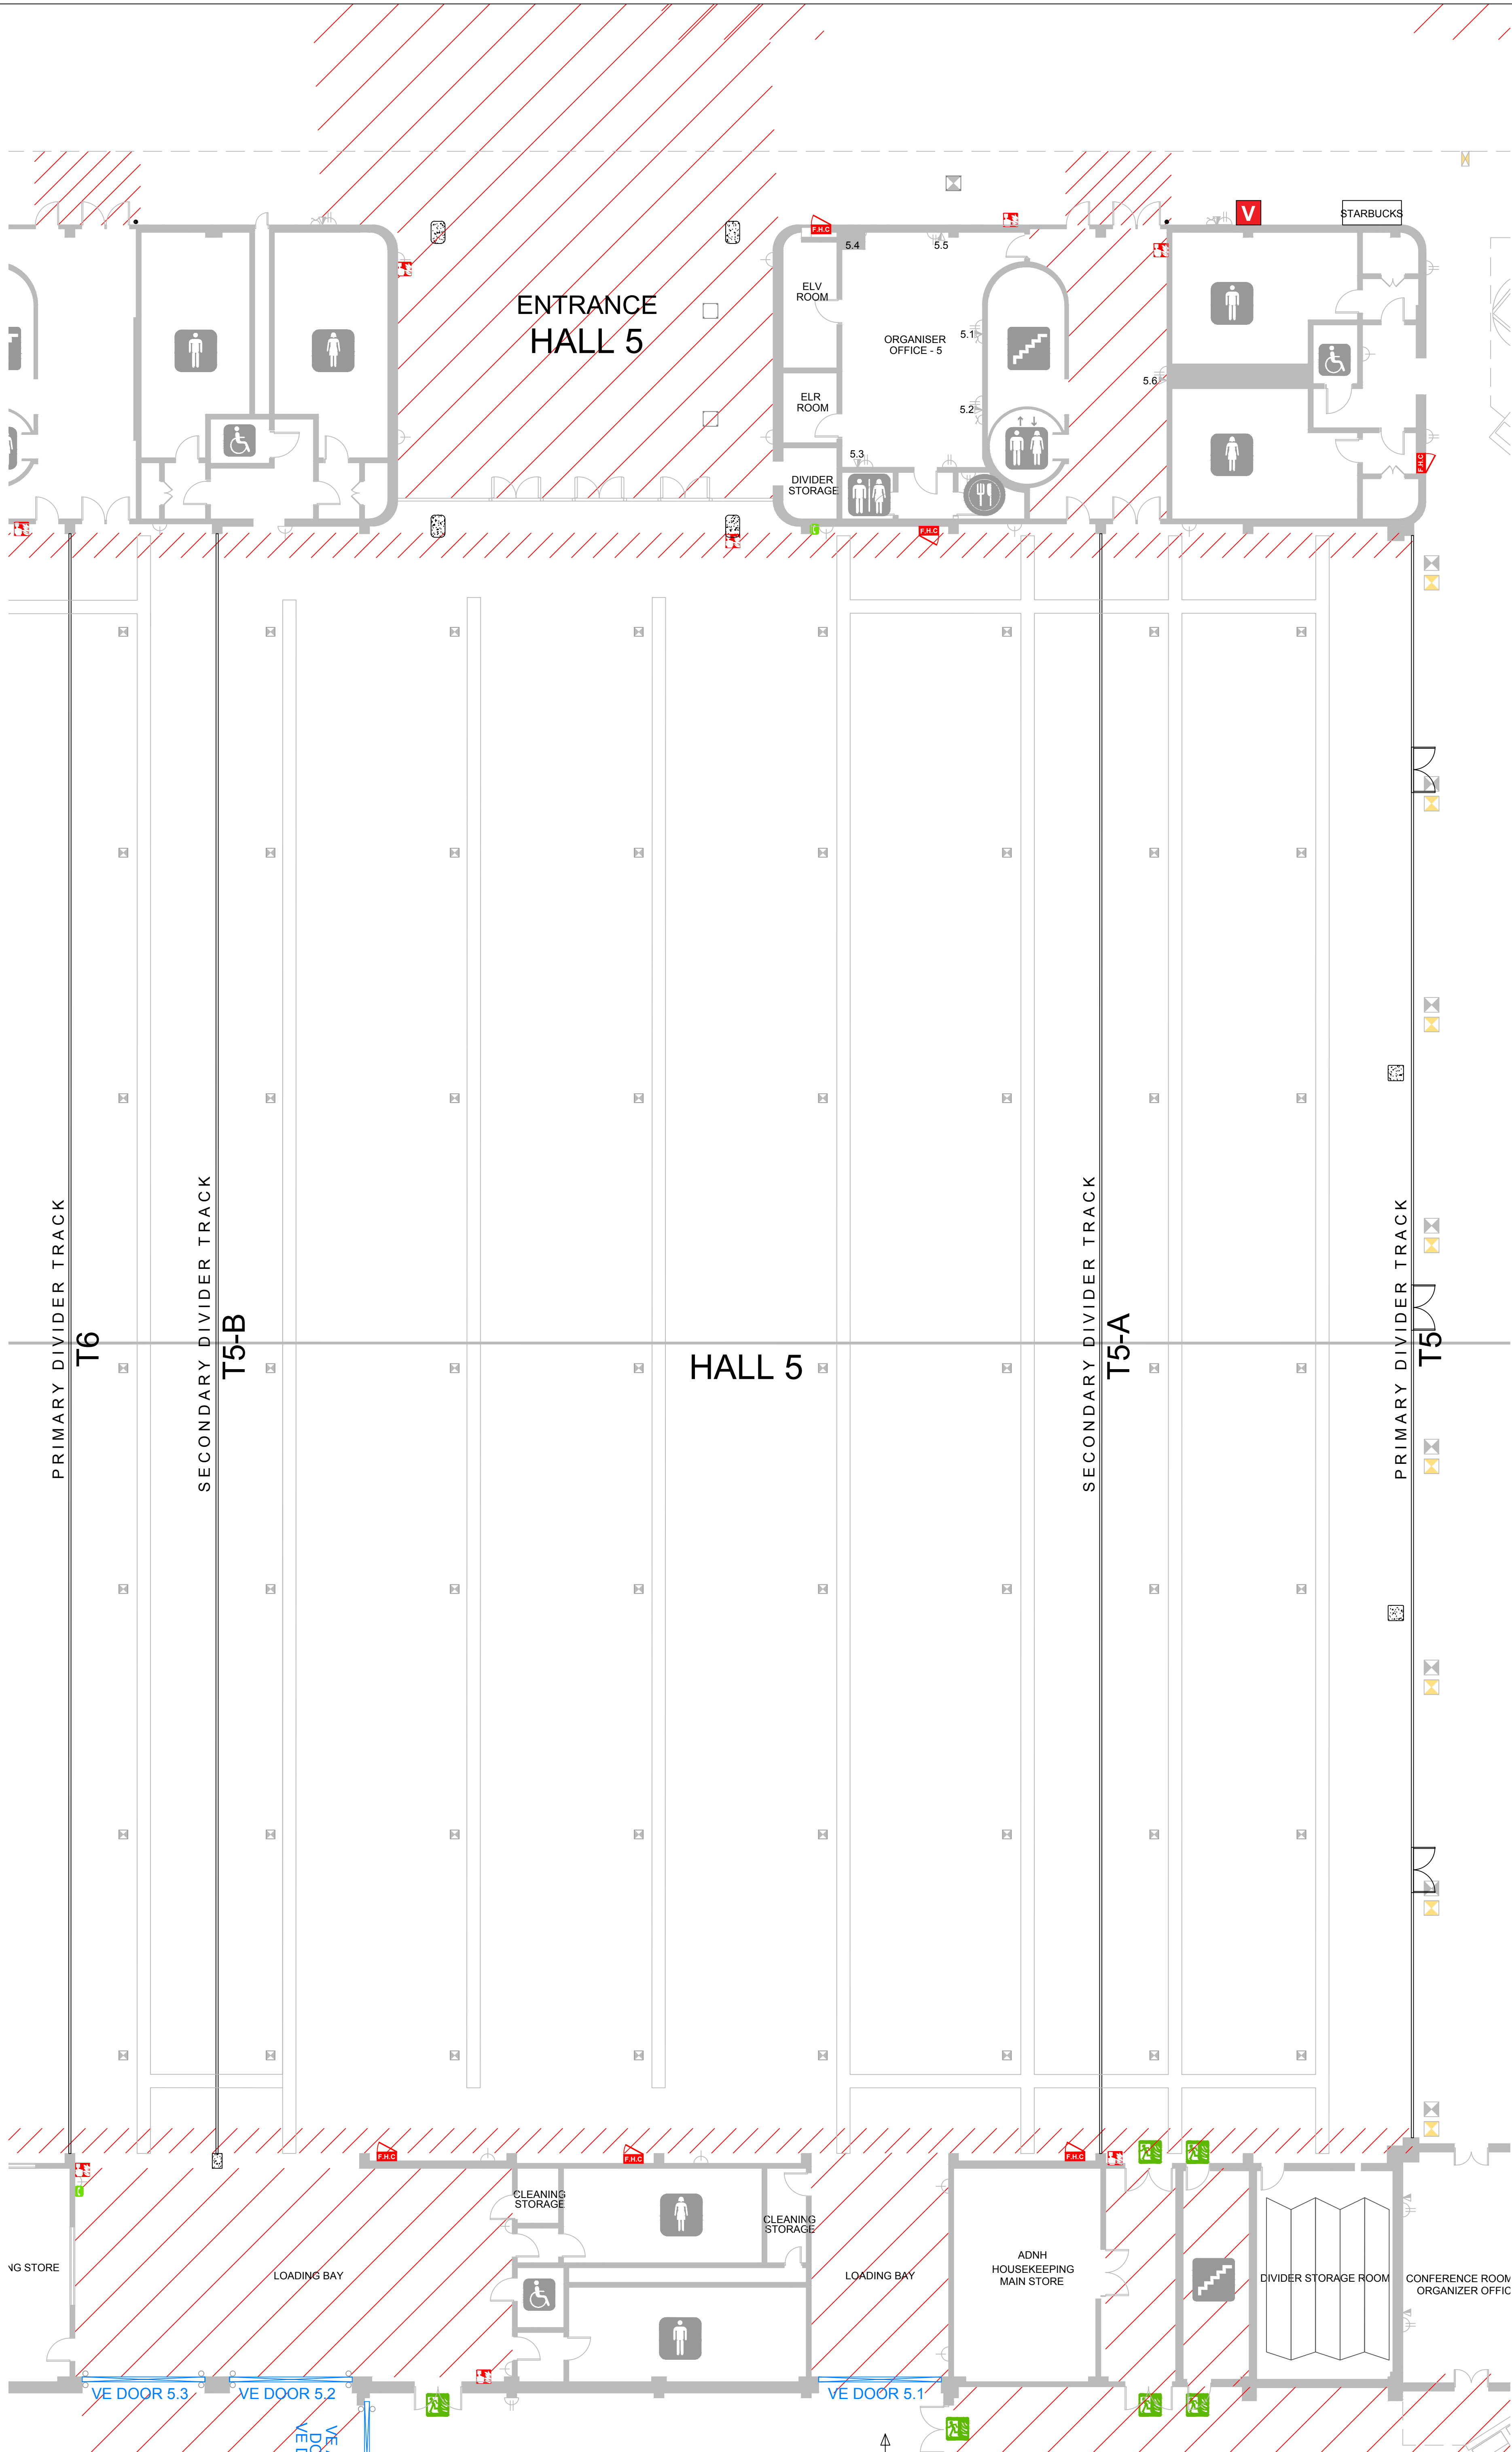 V
STARBUCKS
F.H.C
5.4
5.5
ELV
ROOM
ENTRANCE
HALL 5
ORGANISER
OFFICE - 5
5.1
5.6
ELR
ROOM
5.2
5.3
F.H.C
DIVIDER
STORAGE
F.H.C
PRIMARY DIVIDER TRACK
T6
SECONDARY DIVIDER TRACK
T5-B
HALL 5
SECONDARY DIVIDER TRACK
T5-A
PRIMARY DIVIDER TRACK
T5
F.H.C
F.H.C
F.H.C
CLEANING
STORAGE
CLEANING
STORAGE
NG STORE
LOADING BAY
LOADING BAY
ADNH
HOUSEKEEPING
MAIN STORE
DIVIDER STORAGE ROOM
CONFERENCE ROOM
ORGANIZER OFFIC
VE DOOR 5.3
VE DOOR 5.2
VE DOOR 5.1